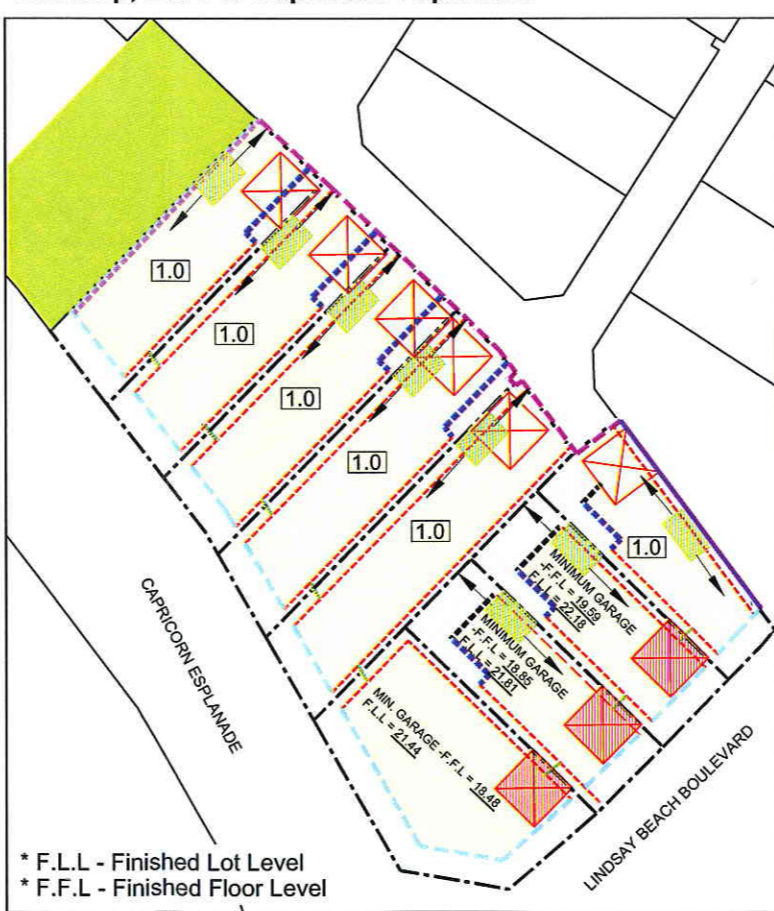 1.0
1.0
1.0
1.0
1.0
1.0
MINIMUM GARAGE
-F.F.L = 19.59
F.L.L = 22.18
MINIMUM GARAGE
-F.F.L = 18.85
F.L.L = 21.81
MIN. GARAGE -F.F.L = 18.48
F.L.L = 21.44
CAPRICORN ESPLANADE
LINDSAY BEACH BOULEVARD
* F.L.L - Finished Lot Level
* F.F.L - Finished Floor Level